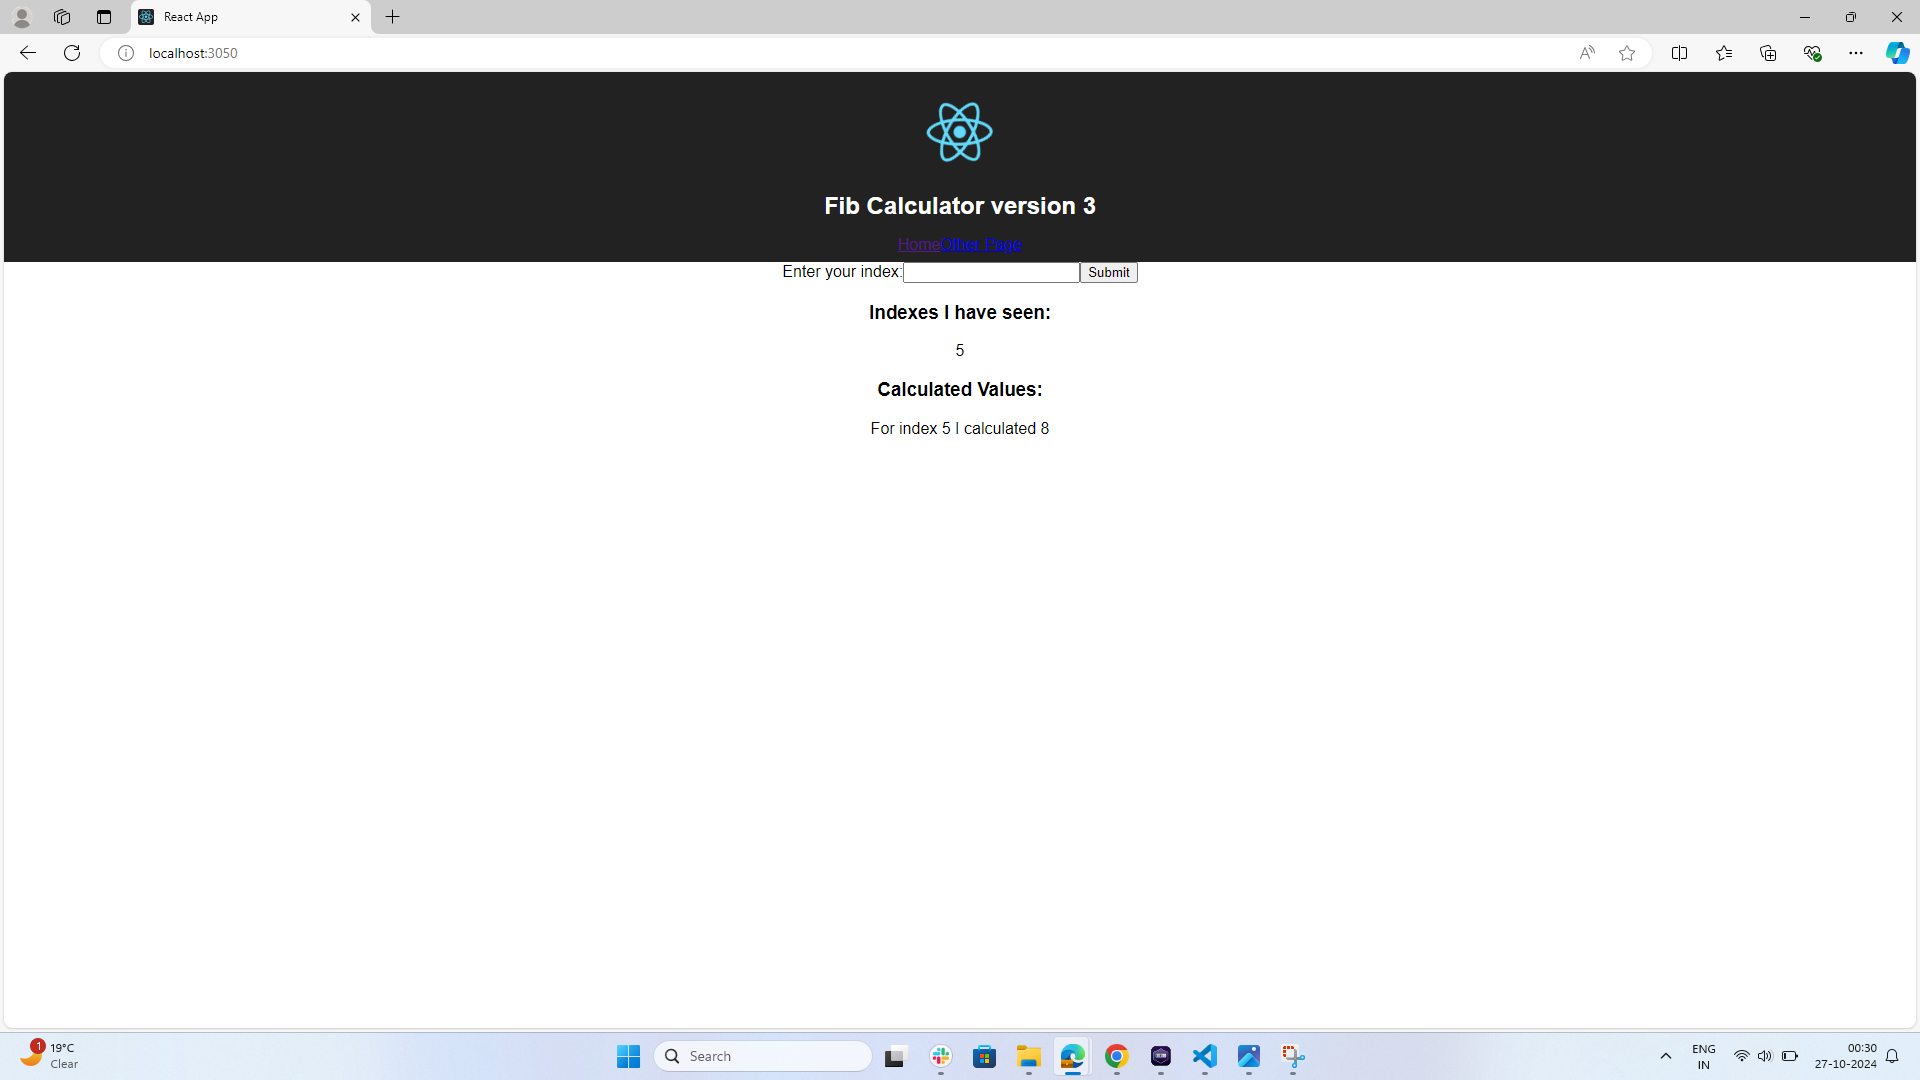 React App
localhost:3050
Fib Calculator version 3
HomeOther Page
Enter your index: Submit
Indexes I have seen:
5
Calculated Values:
For index 5 I calculated 8
1
19°C
Clear
Search
ENG
IN
00:30
27-10-2024